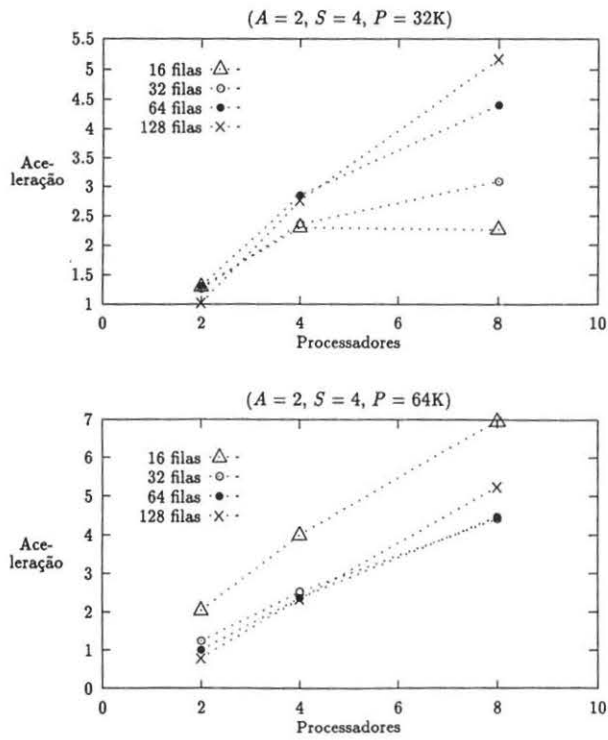 (A = 2, S = 4, P = 32K)
5.5
5
4.5
4
3.5
3
2.5
2
1.5
1
16 filas
32 filas
64 filas
128 filas
Ace-
leração
0 2 4 6 8 10
Processadores
(A = 2, S = 4, P = 64K)
7
6
5
4
3
2
1
0
16 filas
32 filas
64 filas
128 filas
Ace-
leração
0 2 4 6 8 10
Processadores